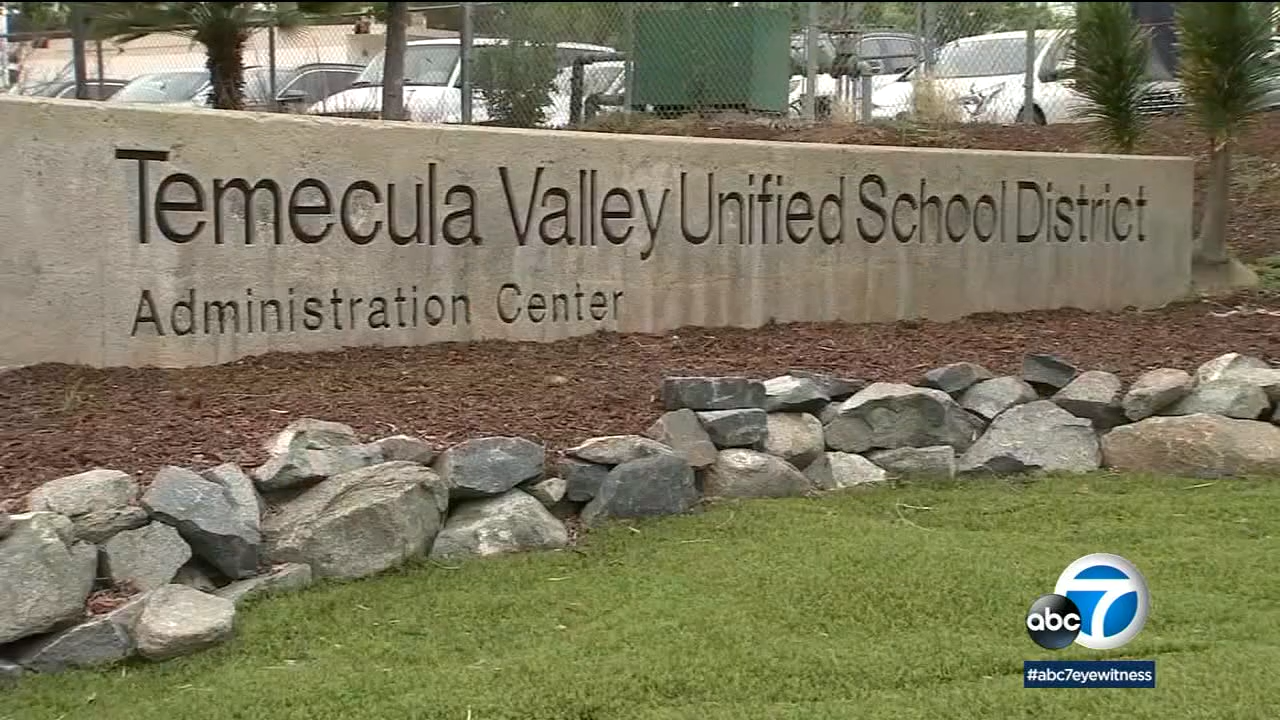 Temecula Valley Unified School District
Administration Center
abc 7
#abc7eyewitness